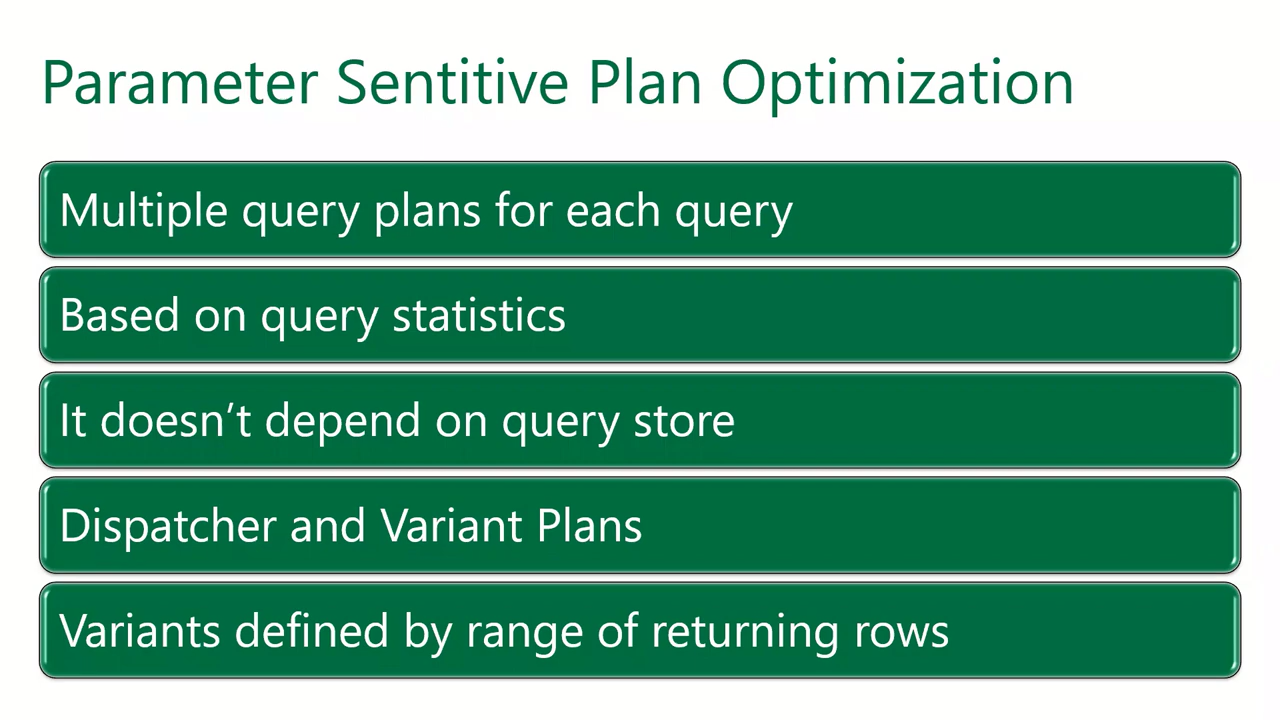 Parameter Sentitive Plan Optimization
Multiple query plans for each query
Based on query statistics
It doesn’t depend on query store
Dispatcher and Variant Plans
Variants defined by range of returning rows